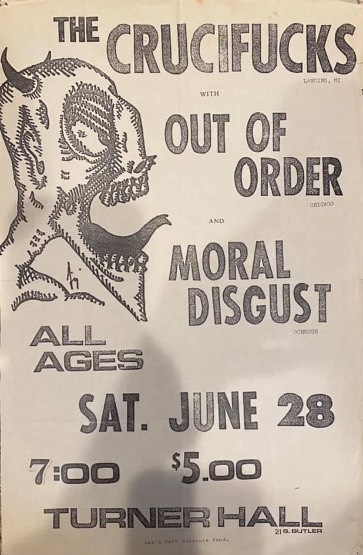 THE CRUCIFUCKS
LANSING, MI
WITH
OUT OF
ORDER
CHICAGO
AND
MORAL
DISGUST
OSHKOSH
ALL
AGES
SAT. JUNE 28
7:00 $5.00
TURNER HALL
21 S. BUTLER